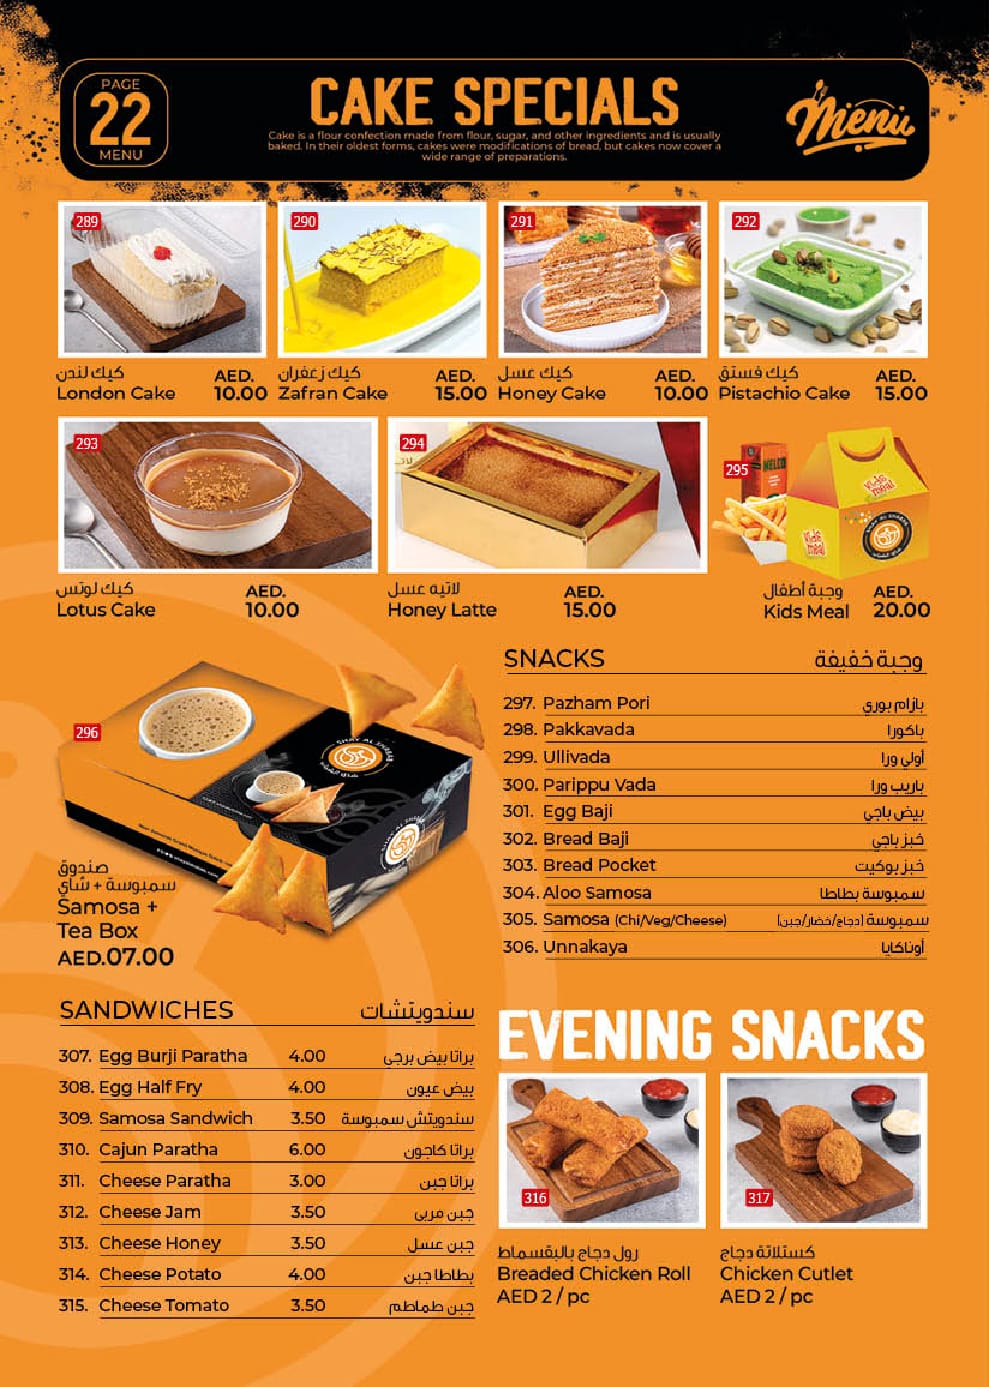 PAGE
22
MENU
CAKE SPECIALS
Cake is a flour confection made from flour, sugar, and other ingredients and is usually
baked. In their oldest forms, cakes were modifications of bread, but cakes now cover a
wide range of preparations.
Menu
289
290
291
292
كيك لندن
London Cake
AED.
10.00
كيك زعفران
Zafran Cake
AED.
15.00
كيك عسل
Honey Cake
AED.
10.00
كيك فستق
Pistachio Cake
AED.
15.00
293
294
295
Kids meal
Kids meal
كيك لوتس
Lotus Cake
AED.
10.00
لاتيه عسل
Honey Latte
AED.
15.00
وجبة أطفال
Kids Meal
AED.
20.00
296
صندوق
سمبوسة + شاي
Samosa +
Tea Box
AED.07.00
SNACKS وجبة خفيفة
297. Pazham Pori بازام بوري
298. Pakkavada باكورا
299. Ullivada أولي ورا
300. Parippu Vada باريب ورا
301. Egg Baji بيض باجي
302. Bread Baji خبز باجي
303. Bread Pocket خبز بوكيت
304. Aloo Samosa سمبوسة بطاطا
305. Samosa (Chi/Veg/Cheese) سمبوسة (دجاج/خضار/جبن)
306. Unnakaya أوناكايا
SANDWICHES سندويتشات
307. Egg Burji Paratha 4.00 براتا بيض برجي
308. Egg Half Fry 4.00 بيض عيون
309. Samosa Sandwich 3.50 سندويتش سمبوسة
310. Cajun Paratha 6.00 براتا كاجون
311. Cheese Paratha 3.00 براتا جبن
312. Cheese Jam 3.50 جبن مربى
313. Cheese Honey 3.50 جبن عسل
314. Cheese Potato 4.00 بطاطا جبن
315. Cheese Tomato 3.50 جبن طماطم
EVENING SNACKS
316
317
رول دجاج بالبقسماط
Breaded Chicken Roll
AED 2 / pc
كستلاتة دجاج
Chicken Cutlet
AED 2 / pc